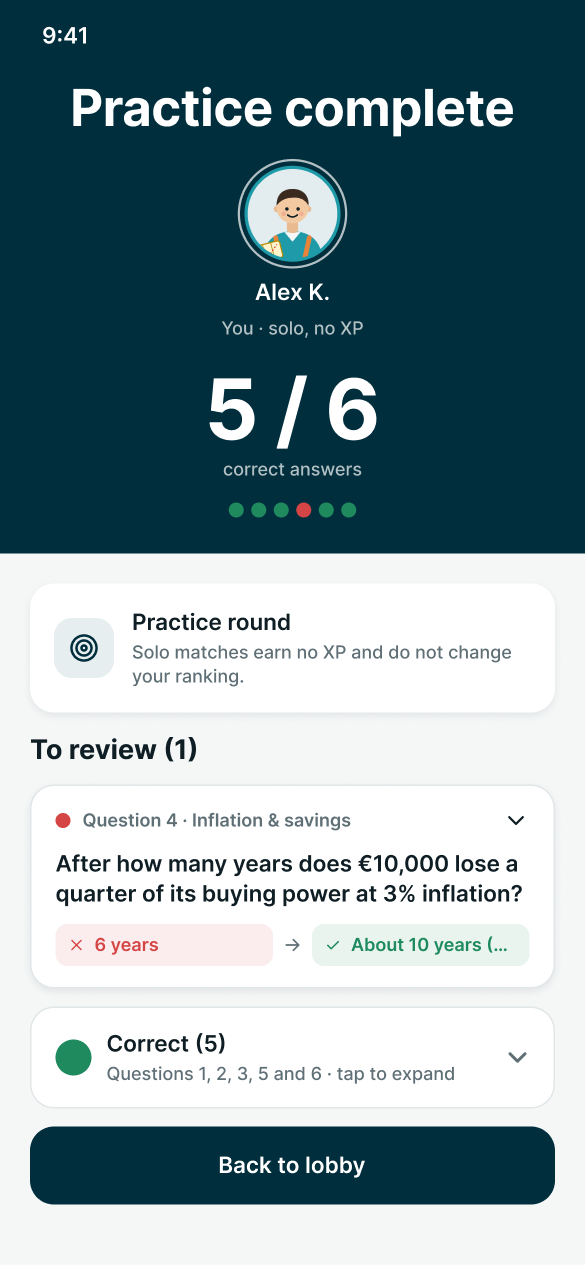 9:41
Practice complete
Alex K.
You · solo, no XP
5 / 6
correct answers
Practice round
Solo matches earn no XP and do not change
your ranking.
To review (1)
Question 4 · Inflation & savings
After how many years does €10,000 lose a
quarter of its buying power at 3% inflation?
6 years → About 10 years (...
Correct (5)
Questions 1, 2, 3, 5 and 6 · tap to expand
Back to lobby